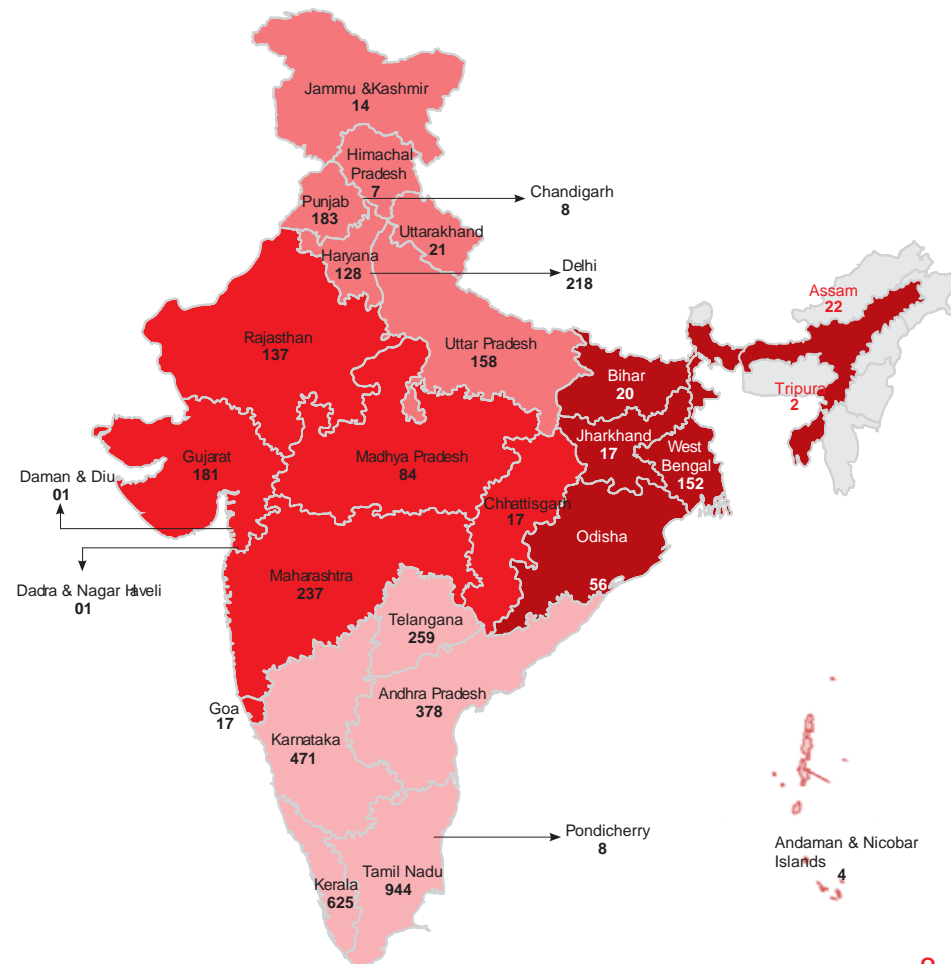 Jammu &Kashmir
14
Himachal
Pradesh
7
Chandigarh
8
Punjab
183
Uttarakhand
21
Haryana
128
Delhi
218
Assam
22
Rajasthan
137
Uttar Pradesh
158
Bihar
20
Tripura
2
Jharkhand
17
West
Bengal
152
Gujarat
181
Madhya Pradesh
84
Daman & Diu
01
Chhattisgarh
17
Odisha
56
Dadra & Nagar Haveli
01
Maharashtra
237
Telangana
259
Andhra Pradesh
378
Goa
17
Karnataka
471
Pondicherry
8
Andaman & Nicobar
Islands
4
Tamil Nadu
944
Kerala
625